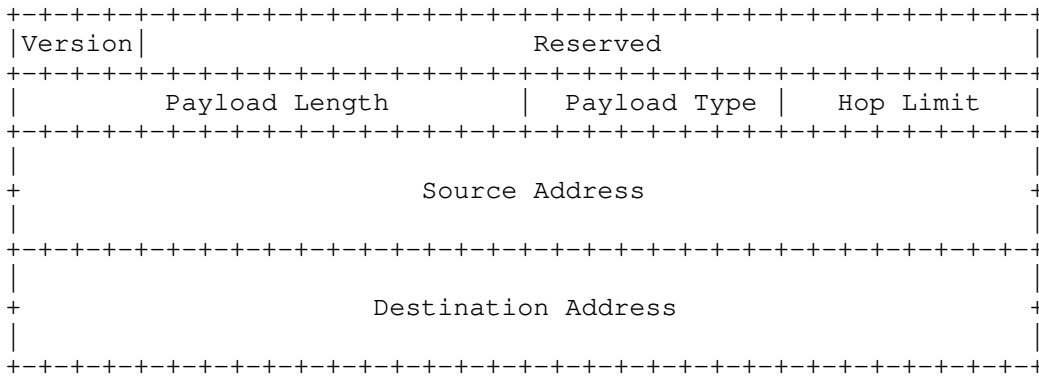 Version Reserved
Payload Length Payload Type Hop Limit
Source Address
Destination Address